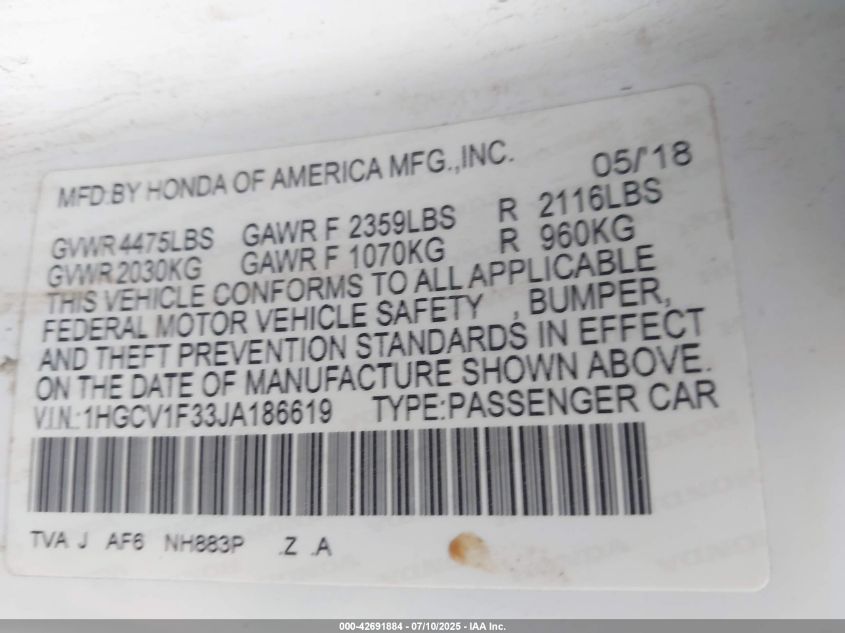 MFD.BY HONDA OF AMERICA MFG.,INC. 05/'18
GVWR 4475LBS GAWR F 2359LBS R 2116LBS
GVWR 2030KG GAWR F 1070KG R 960KG
THIS VEHICLE CONFORMS TO ALL APPLICABLE
FEDERAL MOTOR VEHICLE SAFETY , BUMPER,
AND THEFT PREVENTION STANDARDS IN EFFECT
ON THE DATE OF MANUFACTURE SHOWN ABOVE.
V.I.N.:1HGCV1F33JA186619 TYPE:PASSENGER CAR
TVA J AF6 NH883P .Z .A
000-42691884 - 07/10/2025 - IAA Inc.